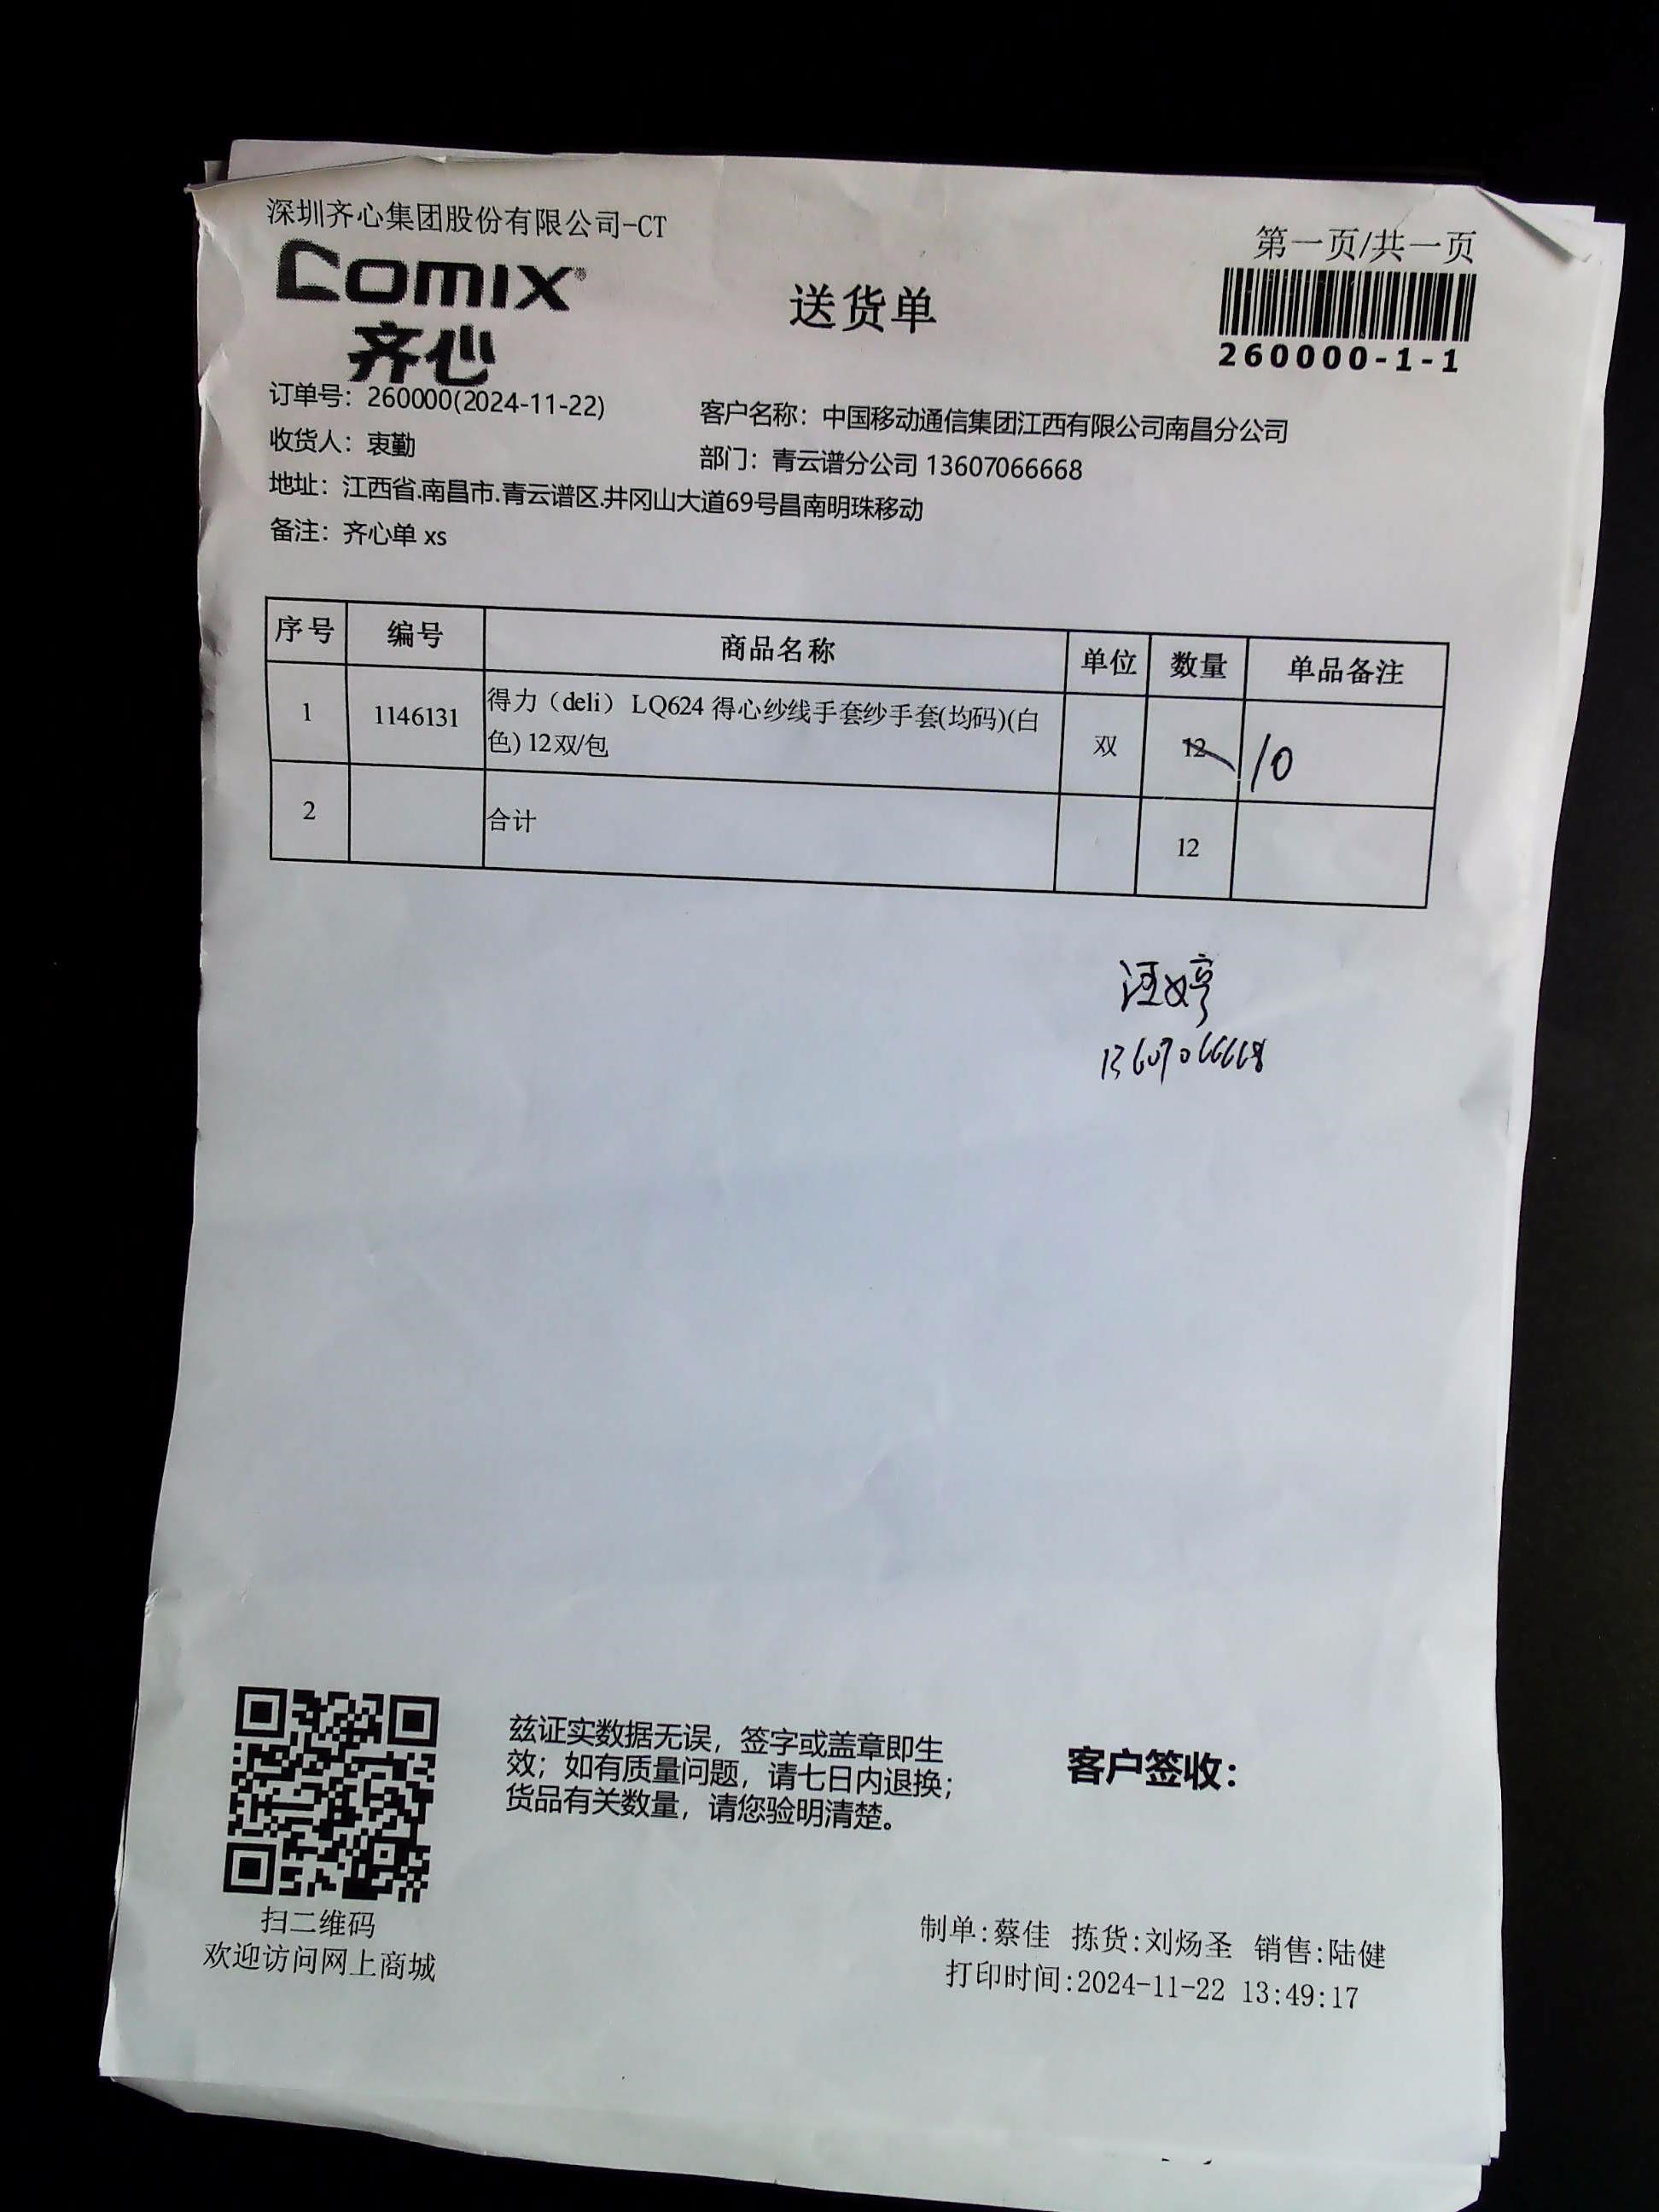 深圳齐心集团股份有限公司-CT
第一页/共一页
COMIX
齐心
送货单
260000-1-1
订单号：260000(2024-11-22)
客户名称：中国移动通信集团江西有限公司南昌分公司
收货人：衷勤
部门：青云谱分公司 13607066668
地址：江西省.南昌市.青云谱区.井冈山大道69号昌南明珠移动
备注：齐心单 xs
序号 编号 商品名称 单位 数量 单品备注
1 1146131 得力（deli） LQ624 得心纱线手套纱手套(均码)(白
色) 12双/包 双 12 10
2 合计 12
汪婷
13607066668
兹证实数据无误，签字或盖章即生
效；如有质量问题，请七日内退换；
货品有关数量，请您验明清楚。
客户签收：
扫二维码
欢迎访问网上商城
制单:蔡佳 拣货:刘炀圣 销售:陆健
打印时间:2024-11-22 13:49:17